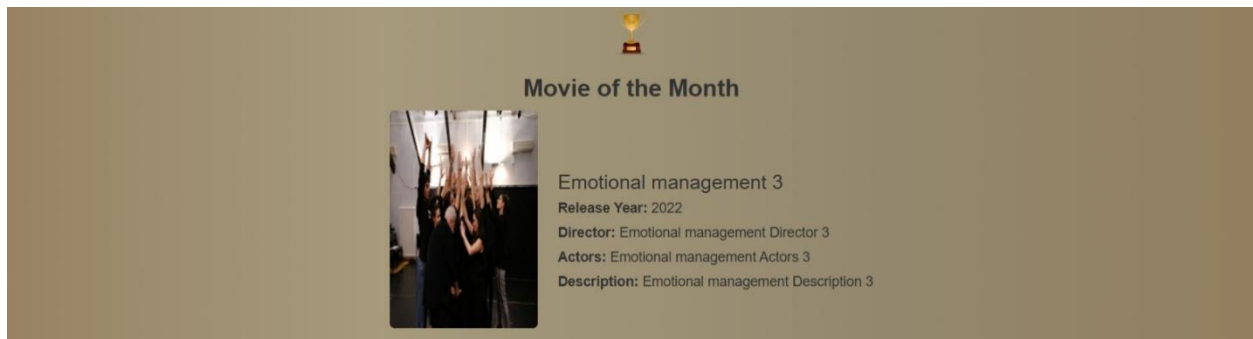 Movie of the Month
Emotional management 3
Release Year: 2022
Director: Emotional management Director 3
Actors: Emotional management Actors 3
Description: Emotional management Description 3